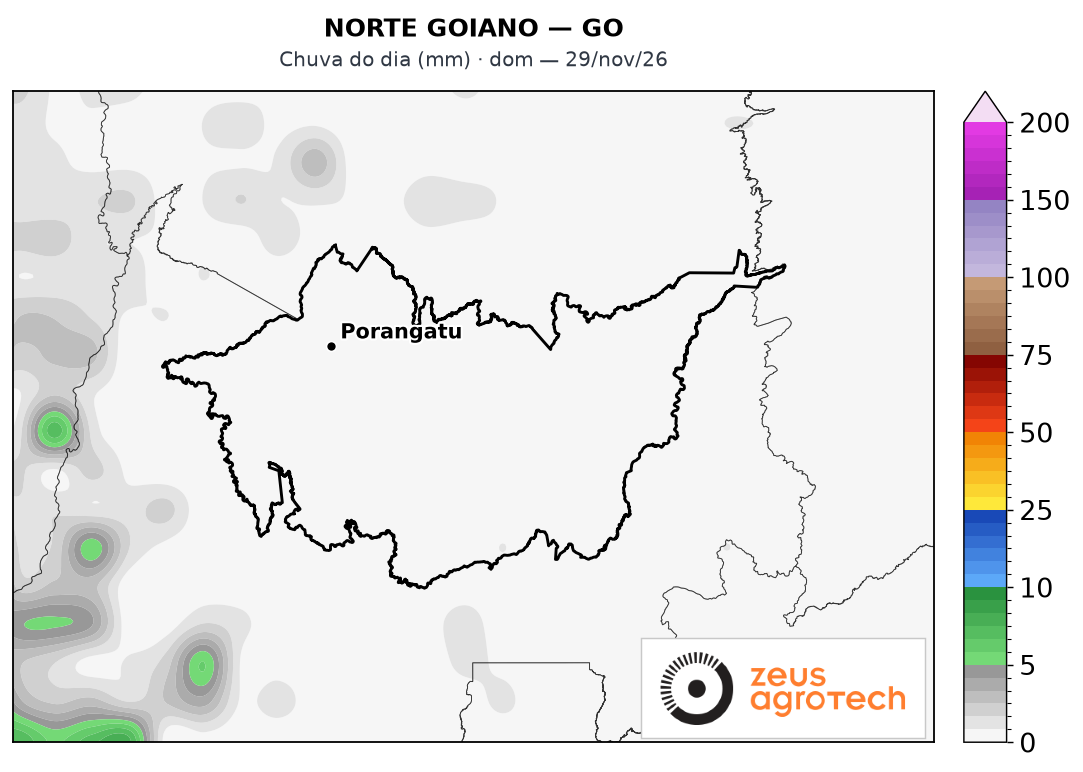 NORTE GOIANO — GO
Chuva do dia (mm) · dom — 29/nov/26
200
150
100
75
50
25
10
5
0
Porangatu
zeus
agrotech